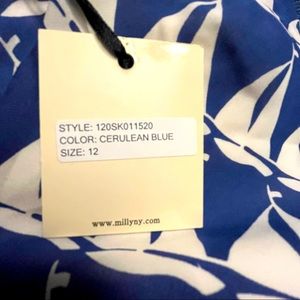 STYLE: 120SK011520
COLOR: CERULEAN BLUE
SIZE: 12
www.millyny.com